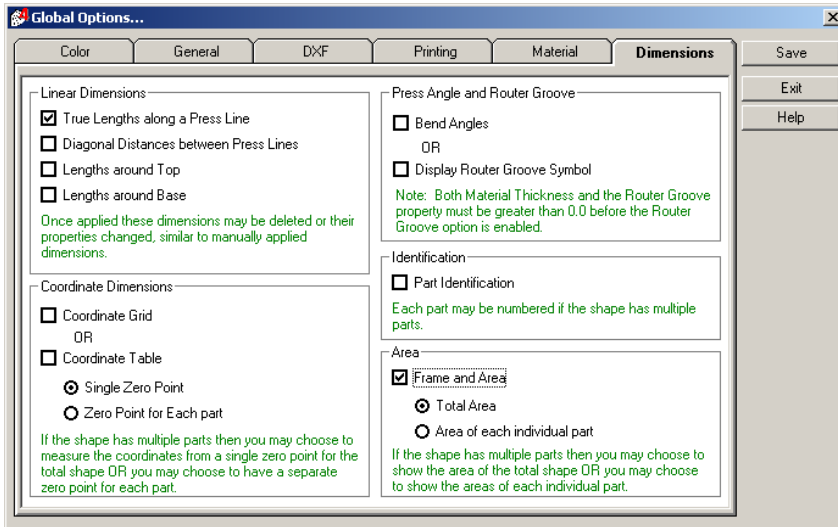 Global Options...
Color
General
DXF
Printing
Material
Dimensions
Save
Exit
Help
Linear Dimensions
True Lengths along a Press Line
Diagonal Distances between Press Lines
Lengths around Top
Lengths around Base
Once applied these dimensions may be deleted or their
properties changed, similar to manually applied
dimensions.
Coordinate Dimensions
Coordinate Grid
OR
Coordinate Table
Single Zero Point
Zero Point for Each part
If the shape has multiple parts then you may choose to
measure the coordinates from a single zero point for the
total shape OR you may choose to have a separate
zero point for each part.
Press Angle and Router Groove
Bend Angles
OR
Display Router Groove Symbol
Note: Both Material Thickness and the Router Groove
property must be greater than 0.0 before the Router
Groove option is enabled.
Identification
Part Identification
Each part may be numbered if the shape has multiple
parts.
Area
Frame and Area
Total Area
Area of each individual part
If the shape has multiple parts then you may choose to
show the area of the total shape OR you may choose
to show the areas of each individual part.